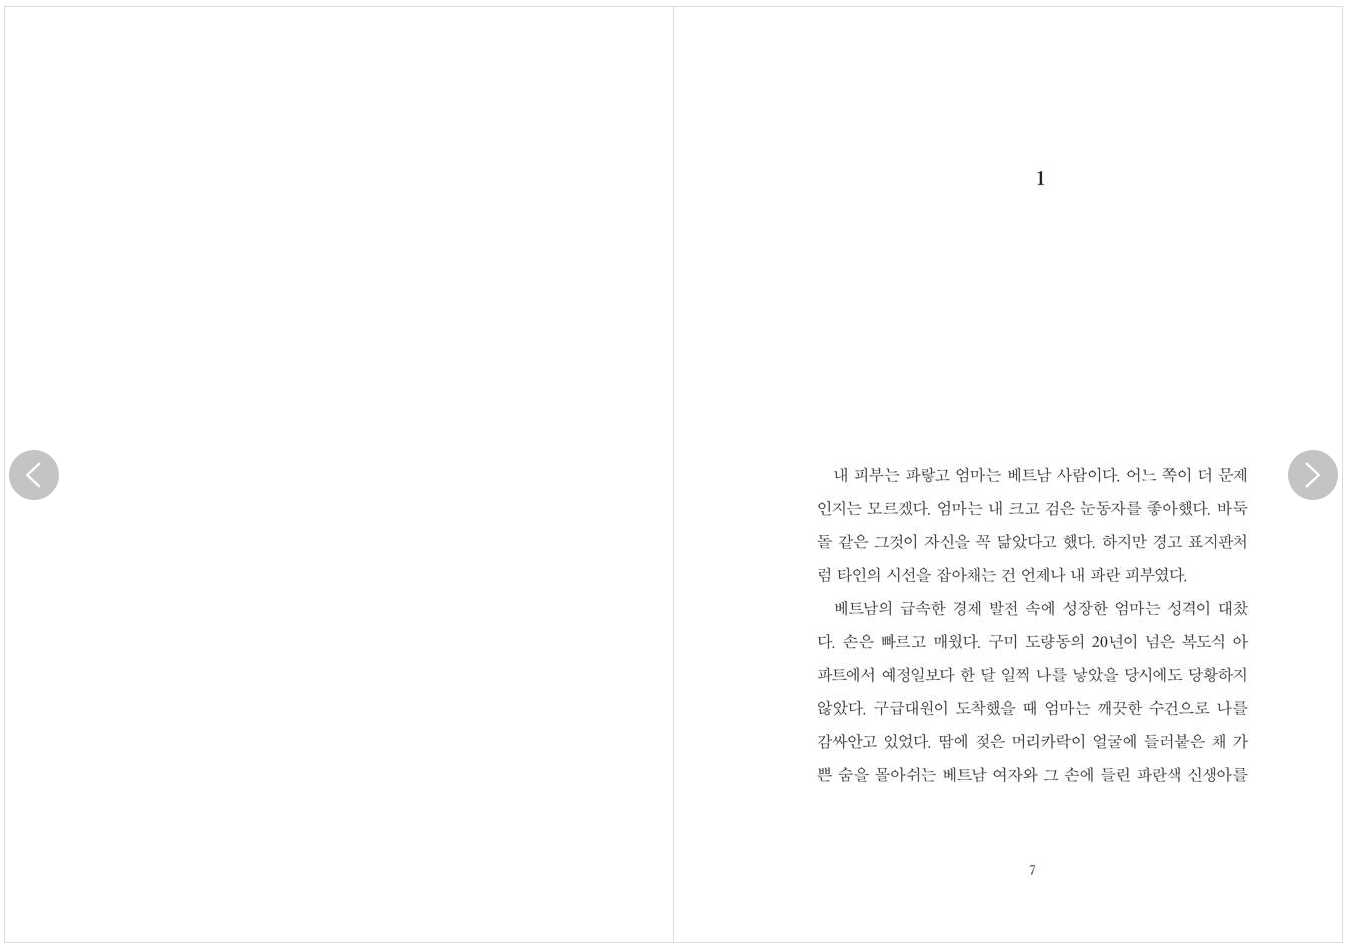 1
내 피부는 파랗고 엄마는 베트남 사람이다. 어느 쪽이 더 문제
인지는 모르겠다. 엄마는 내 크고 검은 눈동자를 좋아했다. 바둑
돌 같은 그것이 자신을 꼭 닮았다고 했다. 하지만 경고 표지판처
럼 타인의 시선을 잡아채는 건 언제나 내 파란 피부였다.
베트남의 급속한 경제 발전 속에 성장한 엄마는 성격이 대찼
다. 손은 빠르고 매웠다. 구미 도량동의 20년이 넘은 복도식 아
파트에서 예정일보다 한 달 일찍 나를 낳았을 당시에도 당황하지
않았다. 구급대원이 도착했을 때 엄마는 깨끗한 수건으로 나를
감싸안고 있었다. 땀에 젖은 머리카락이 얼굴에 들러붙은 채 가
쁜 숨을 몰아쉬는 베트남 여자와 그 손에 들린 파란색 신생아를
7